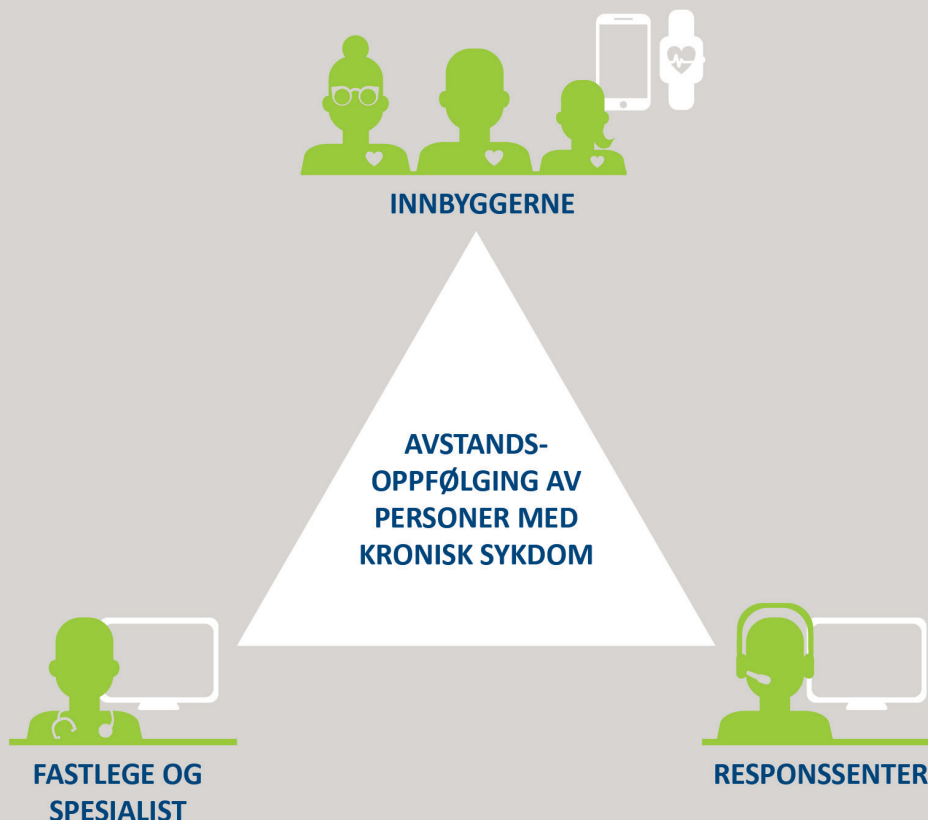 INNBYGGERNE
AVSTANDS-
OPPFØLGING AV
PERSONER MED
KRONISK SYKDOM
FASTLEGE OG
SPESIALIST
RESPONSSENTER